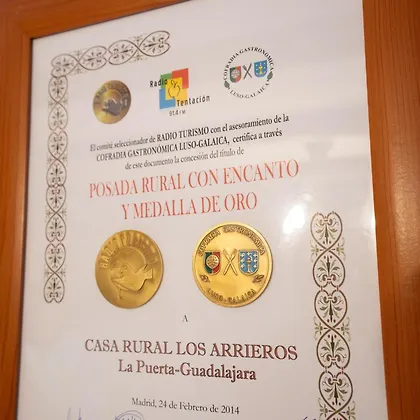 Radio
Tentación
91.4 FM
COFRADIA GASTRONÓMICA
LUSO-GALAICA
El comité seleccionador de RADIO TURISMO con el asesoramiento de la
COFRADIA GASTRONÓMICA LUSO-GALAICA, certifica a través
de este documento la concesión del título de
POSADA RURAL CON ENCANTO
Y MEDALLA DE ORO
COFRADIA GASTRONOMICA
LUSO-GALAICA
A
CASA RURAL LOS ARRIEROS
La Puerta-Guadalajara
Madrid, 24 de Febrero de 2014